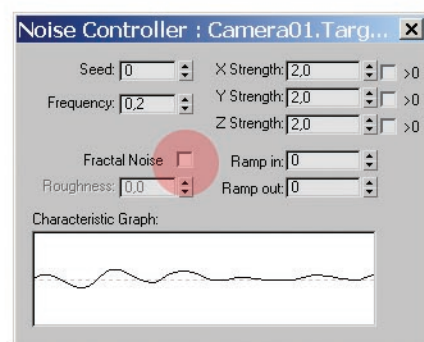 Noise Controller : Camera01.Targ...
Seed: 0
X Strength: 2,0 >0
Frequency: 0,2
Y Strength: 2,0 >0
Z Strength: 2,0 >0
Fractal Noise
Ramp in: 0
Roughness: 0,0
Ramp out: 0
Characteristic Graph: